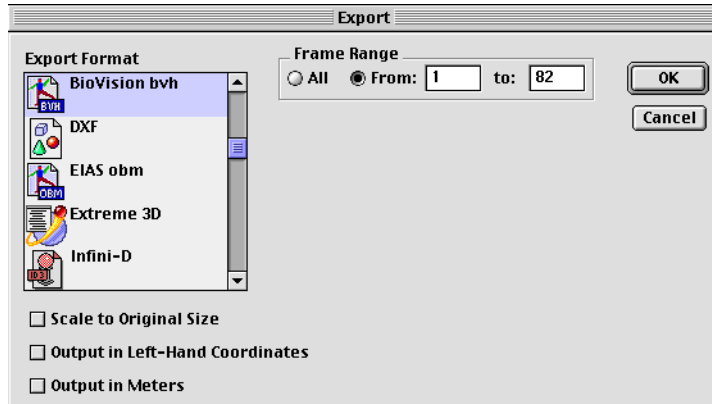 Export
Export Format
BioVision bvh
BVH
DXF
EIAS obm
OBM
Extreme 3D
Infini-D
ID3
Frame Range
All
From: 1 to: 82
OK
Cancel
Scale to Original Size
Output in Left-Hand Coordinates
Output in Meters